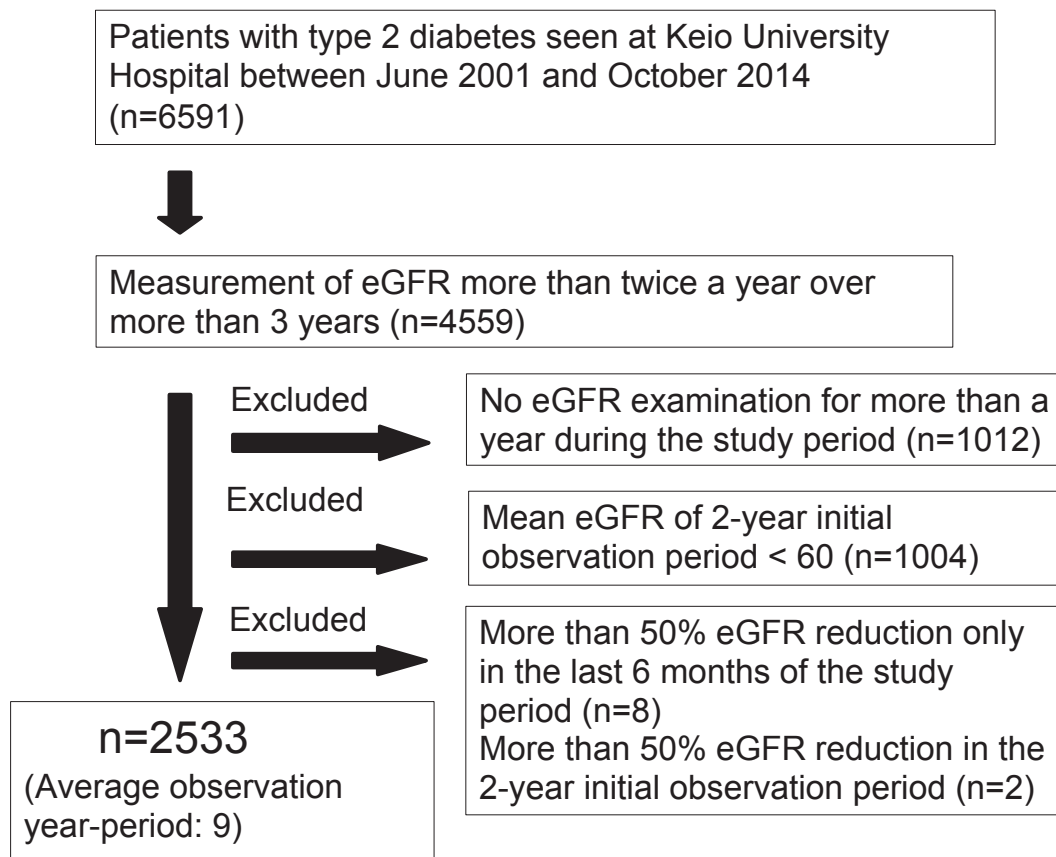 Patients with type 2 diabetes seen at Keio University
Hospital between June 2001 and October 2014
(n=6591)
Measurement of eGFR more than twice a year over
more than 3 years (n=4559)
Excluded
No eGFR examination for more than a
year during the study period (n=1012)
Excluded
Mean eGFR of 2-year initial
observation period < 60 (n=1004)
Excluded
More than 50% eGFR reduction only
in the last 6 months of the study
period (n=8)
More than 50% eGFR reduction in the
2-year initial observation period (n=2)
n=2533
(Average observation
year-period: 9)